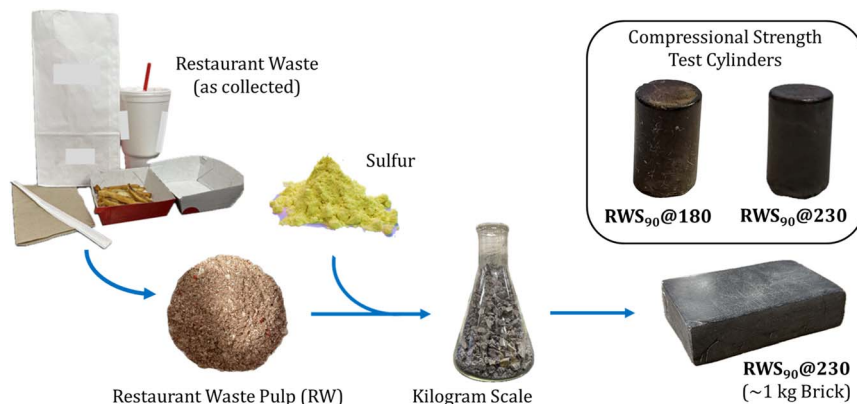 Restaurant Waste
(as collected)
Sulfur
Compressional Strength
Test Cylinders
RWS₉₀@180
RWS₉₀@230
Restaurant Waste Pulp (RW)
Kilogram Scale
RWS₉₀@230
(~1 kg Brick)